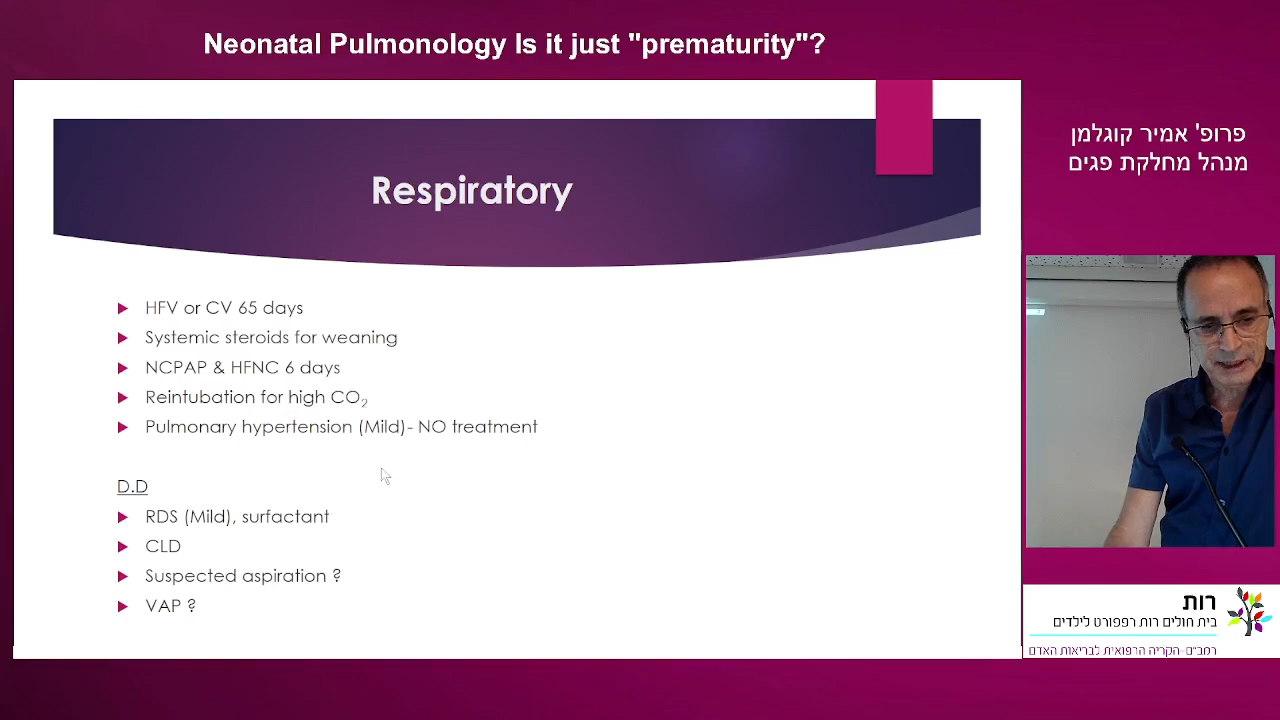 Neonatal Pulmonology Is it just "prematurity"?
Respiratory
HFV or CV 65 days
Systemic steroids for weaning
NCPAP & HFNC 6 days
Reintubation for high CO₂
Pulmonary hypertension (Mild)- NO treatment
D.D
RDS (Mild), surfactant
CLD
Suspected aspiration ?
VAP ?
פרופ' אמיר קוגלמן
מנהל מחלקת פגים
רות
בית חולים רות רפפורט לילדים
רמב"ם-הקריה הרפואית לבריאות האדם